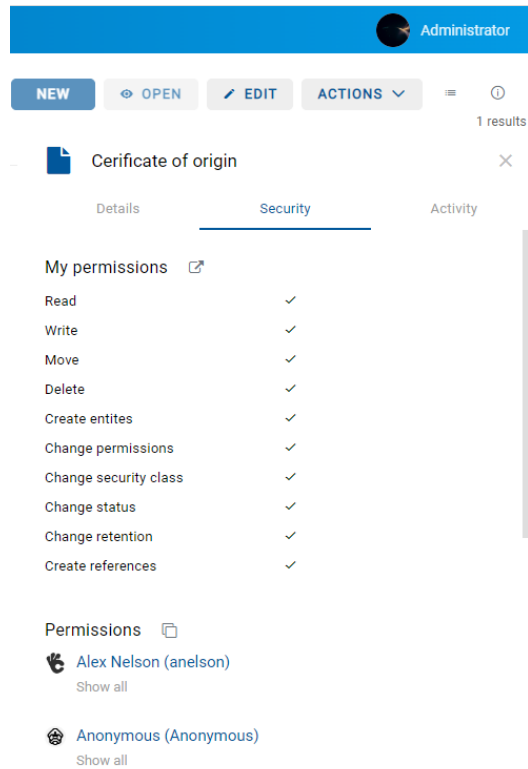 Administrator
NEW OPEN EDIT ACTIONS
1 results
Cerificate of origin
Details Security Activity
My permissions
Read
Write
Move
Delete
Create entites
Change permissions
Change security class
Change status
Change retention
Create references
Permissions
Alex Nelson (anelson)
Show all
Anonymous (Anonymous)
Show all